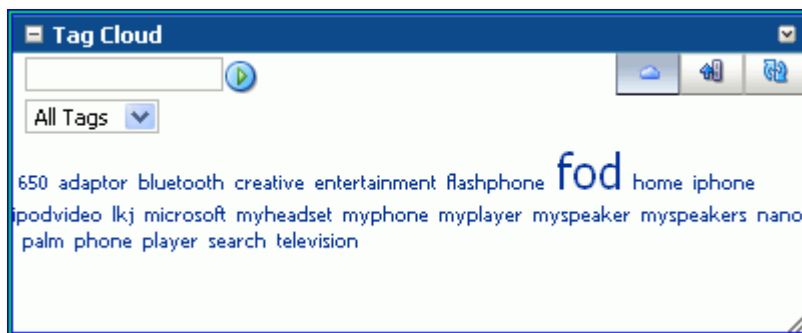 Tag Cloud
All Tags
650 adaptor bluetooth creative entertainment flashphone fod home iphone
ipodvideo lkj microsoft myheadset myphone myplayer myspeaker myspeakers nano
palm phone player search television